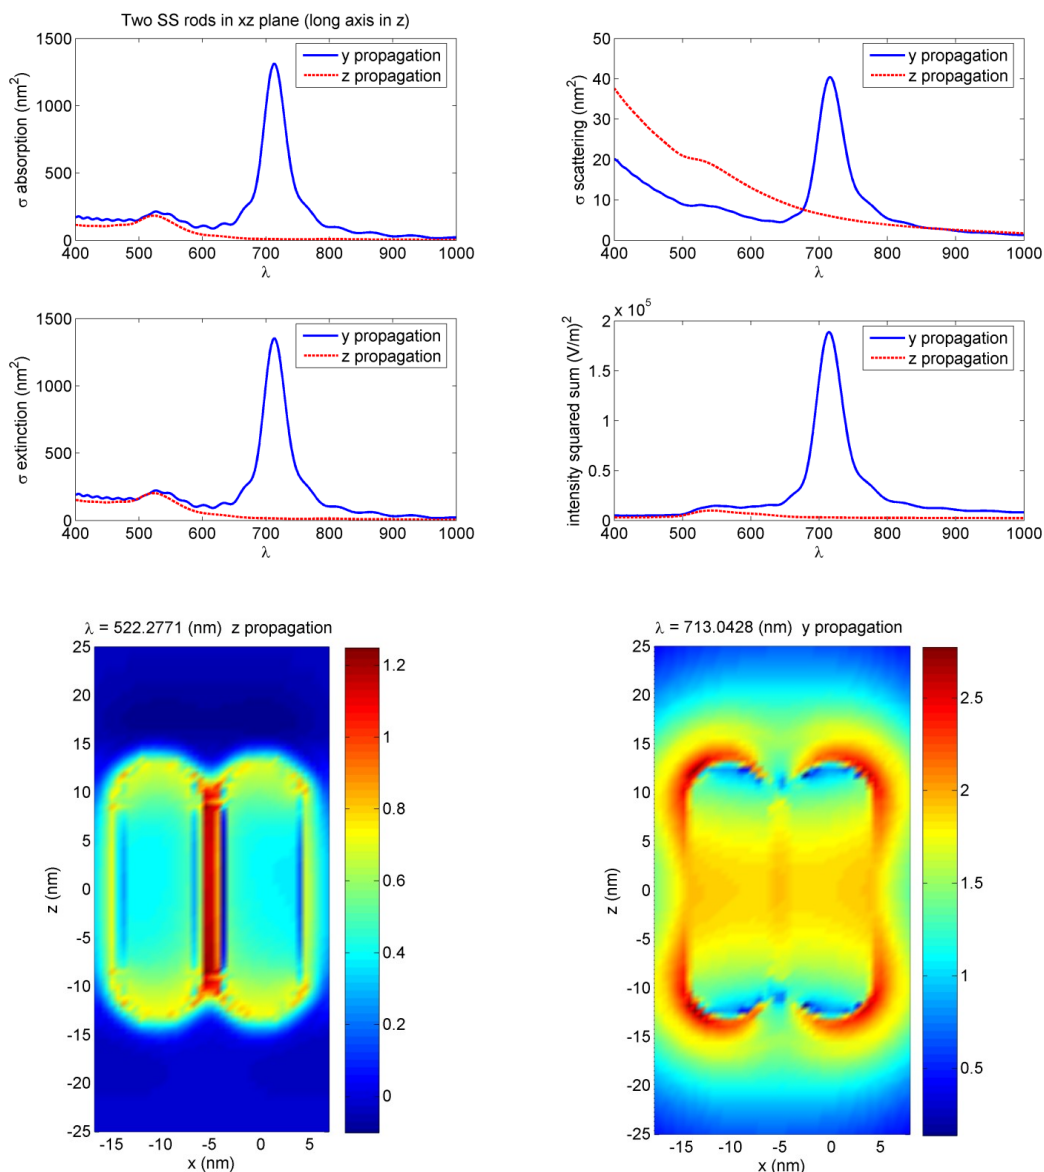 Two SS rods in xz plane (long axis in z)
1500
1000
500
0
σ absorption (nm²)
y propagation
z propagation
400 500 600 700 800 900 1000
λ
50
40
30
20
10
0
σ scattering (nm²)
y propagation
z propagation
400 500 600 700 800 900 1000
λ
1500
1000
500
0
σ extinction (nm²)
y propagation
z propagation
400 500 600 700 800 900 1000
λ
x 10⁵
2
1.5
1
0.5
0
intensity squared sum (V/m)²
y propagation
z propagation
400 500 600 700 800 900 1000
λ
λ = 522.2771 (nm) z propagation
25
20
15
10
5
0
-5
-10
-15
-20
-25
z (nm)
-15 -10 -5 0 5
x (nm)
1.2
1
0.8
0.6
0.4
0.2
0
λ = 713.0428 (nm) y propagation
25
20
15
10
5
0
-5
-10
-15
-20
-25
z (nm)
-15 -10 -5 0 5
x (nm)
2.5
2
1.5
1
0.5